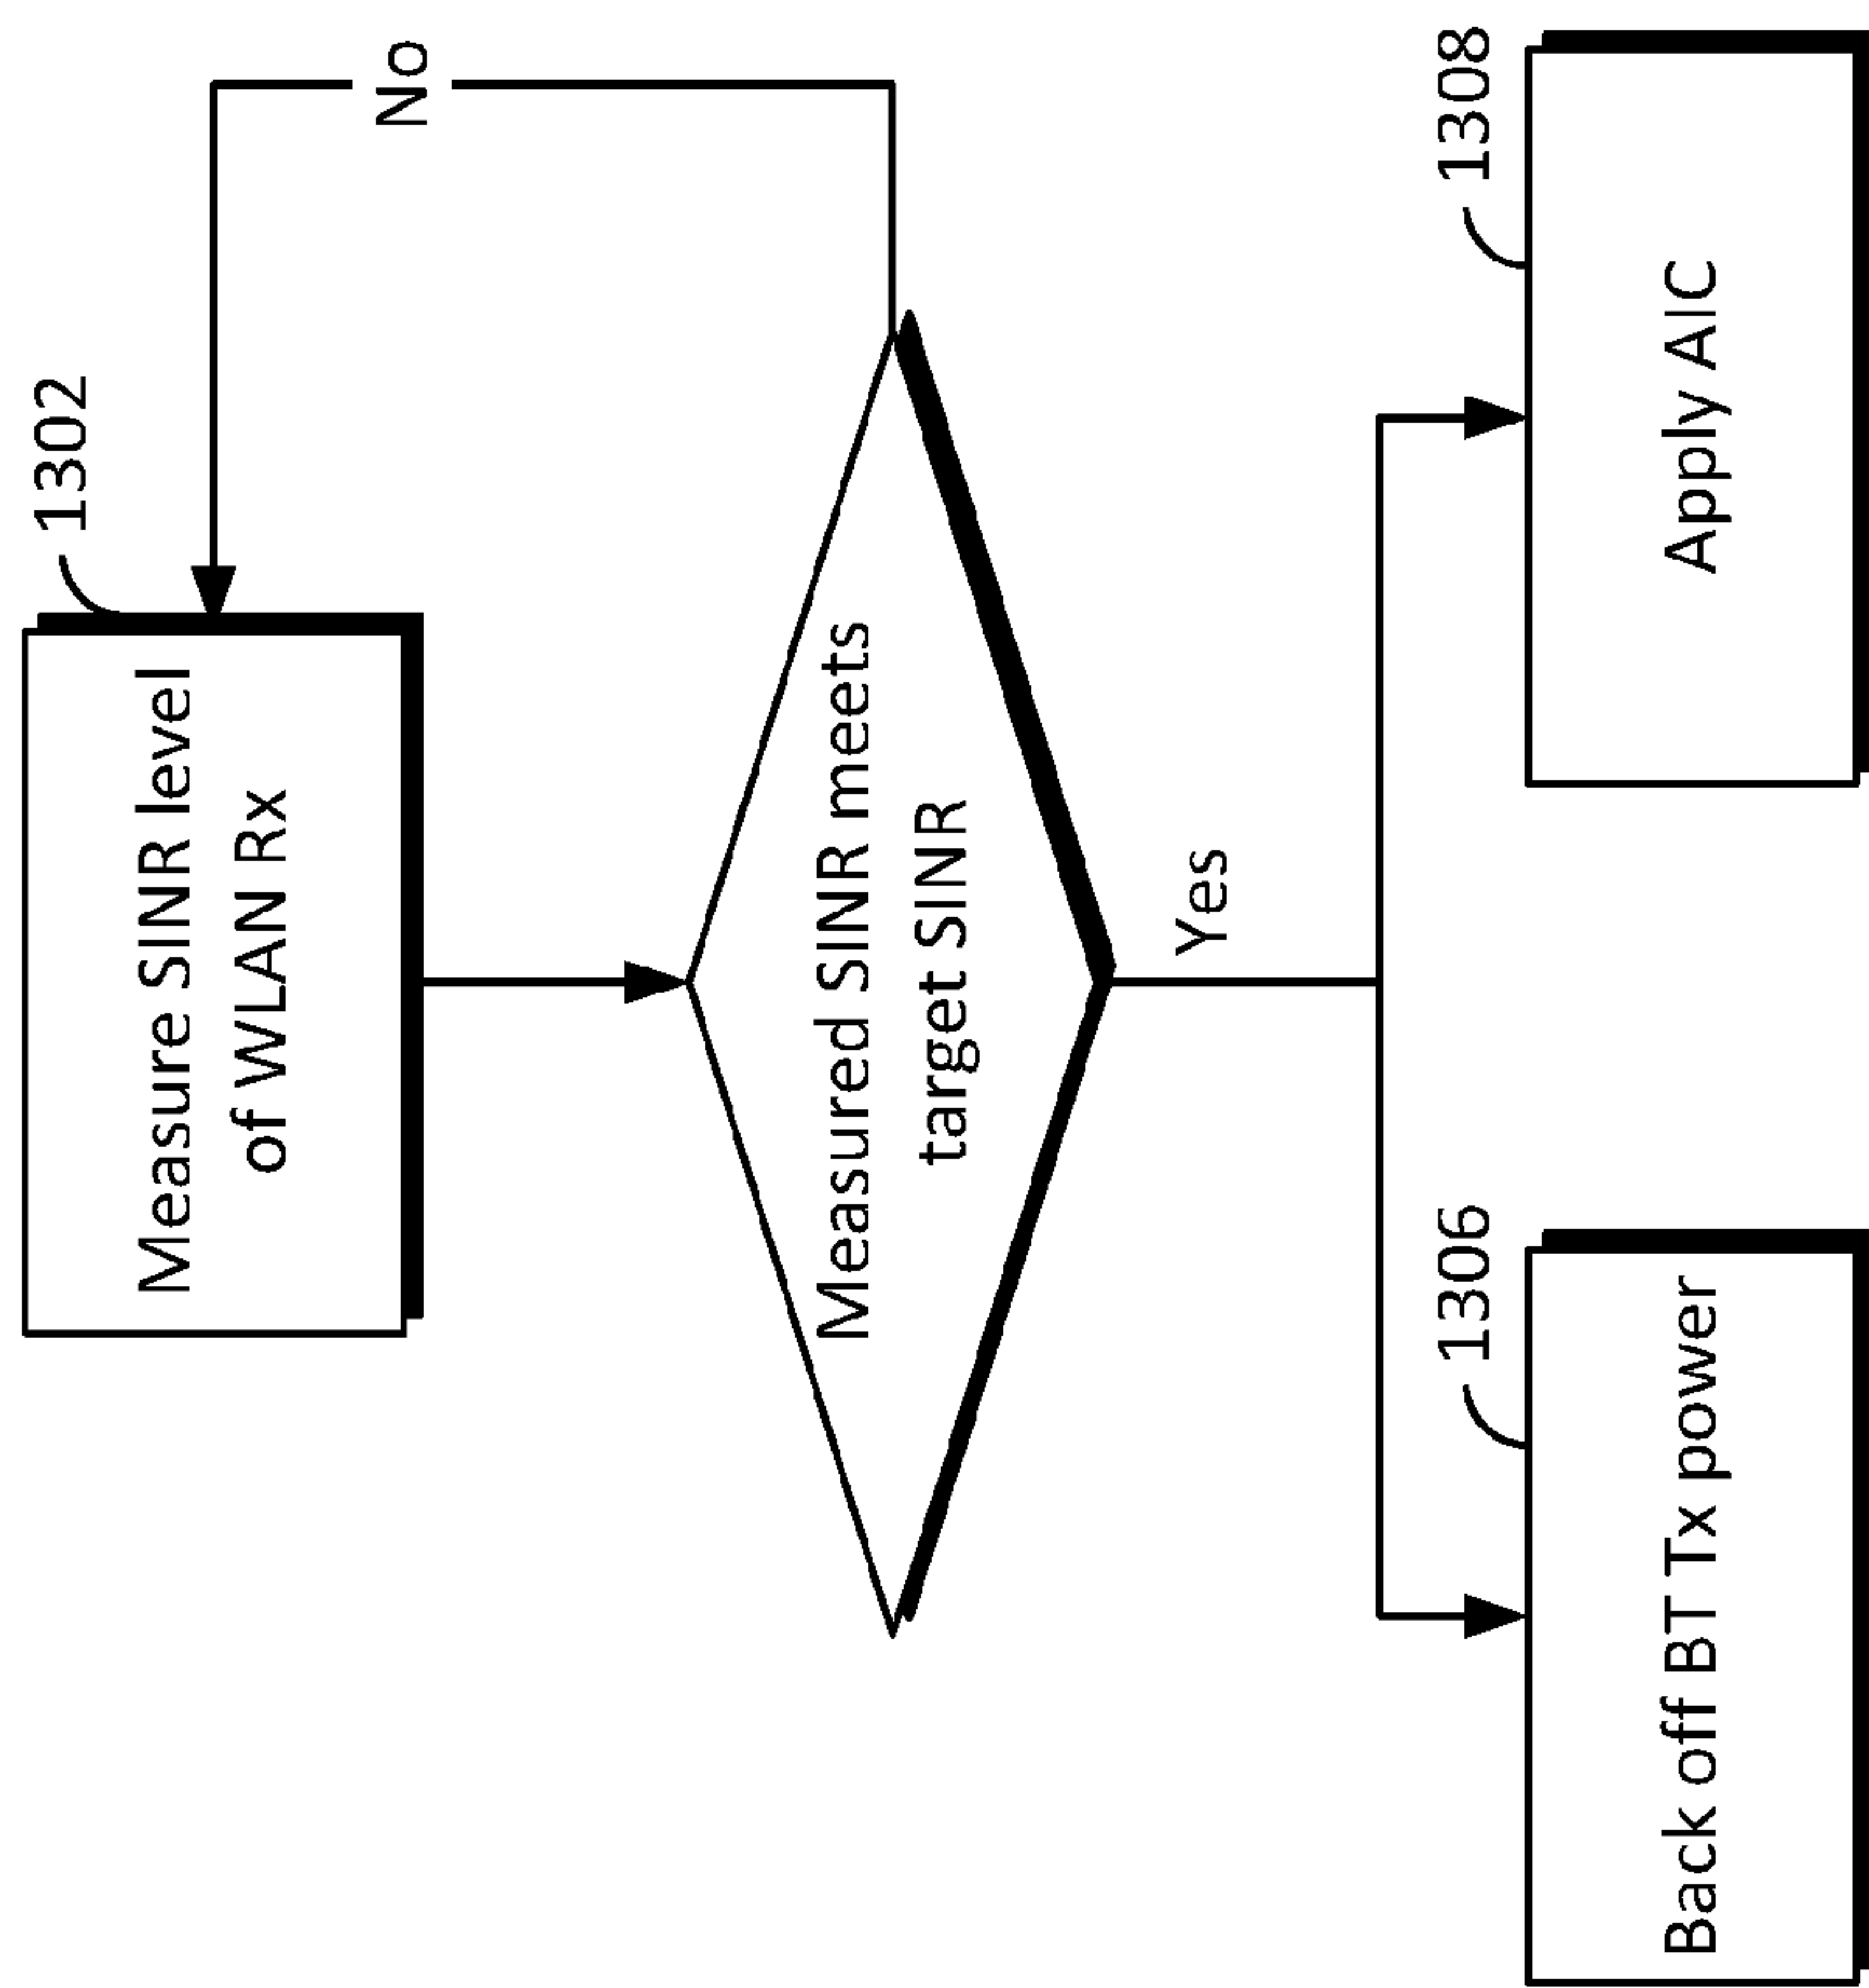 1302
Measure SINR level
of WLAN Rx
No
Measured SINR meets
target SINR
Yes
1306
Back off BT Tx power
1308
Apply AIC